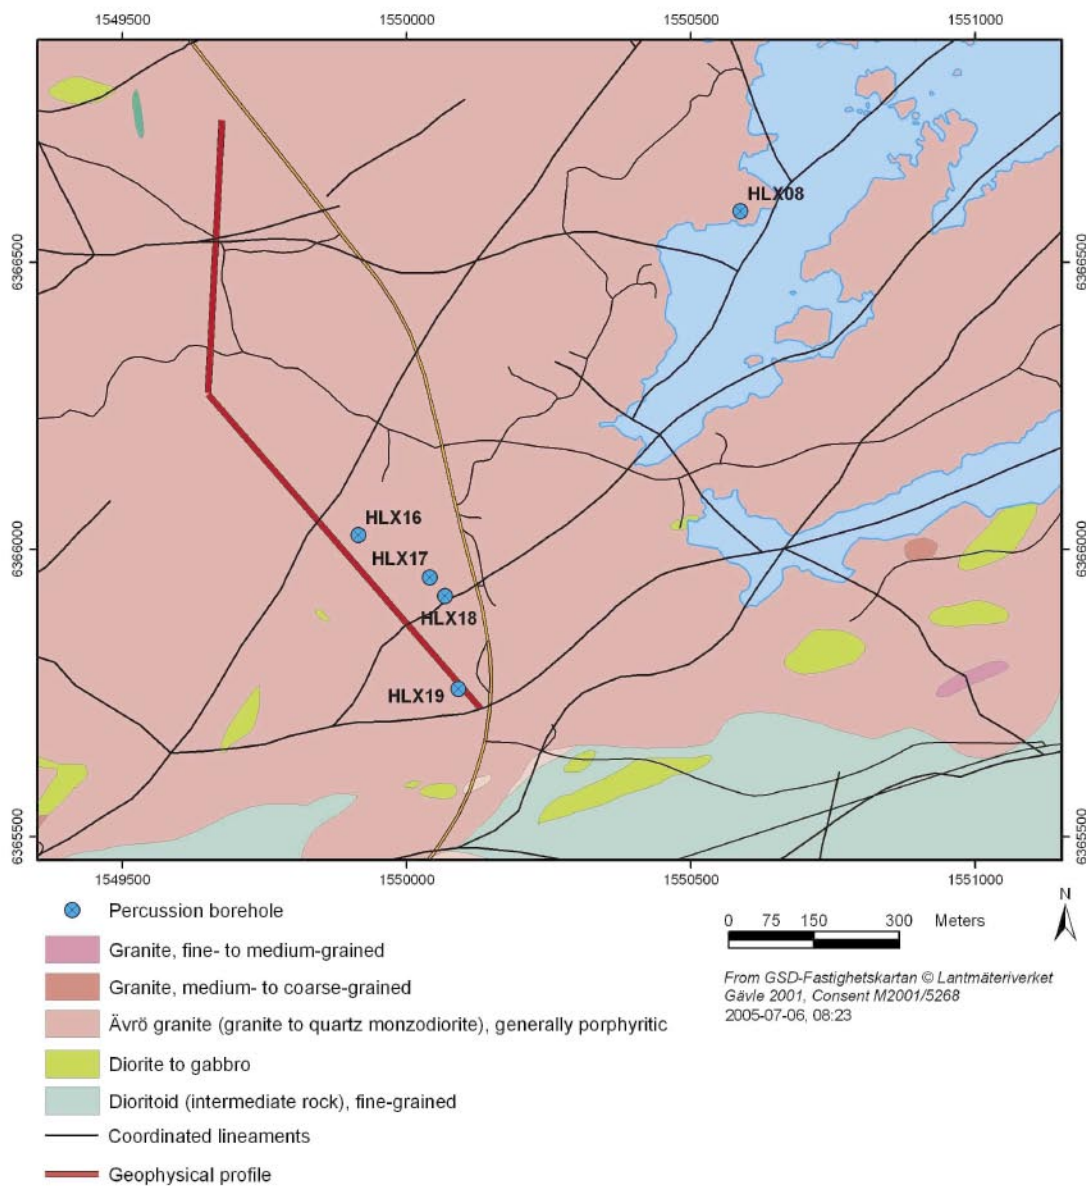 1549500 1550000 1550500 1551000
HLX08
6366500 6366500
HLX16
HLX17
6366000 6366000
HLX18
HLX19
6365500 6365500
1549500 1550000 1550500 1551000
Percussion borehole
Granite, fine- to medium-grained
Granite, medium- to coarse-grained
Ävrö granite (granite to quartz monzodiorite), generally porphyritic
Diorite to gabbro
Dioritoid (intermediate rock), fine-grained
Coordinated lineaments
Geophysical profile
N
0 75 150 300 Meters
From GSD-Fastighetskartan © Lantmäteriverket
Gävle 2001, Consent M2001/5268
2005-07-06, 08:23